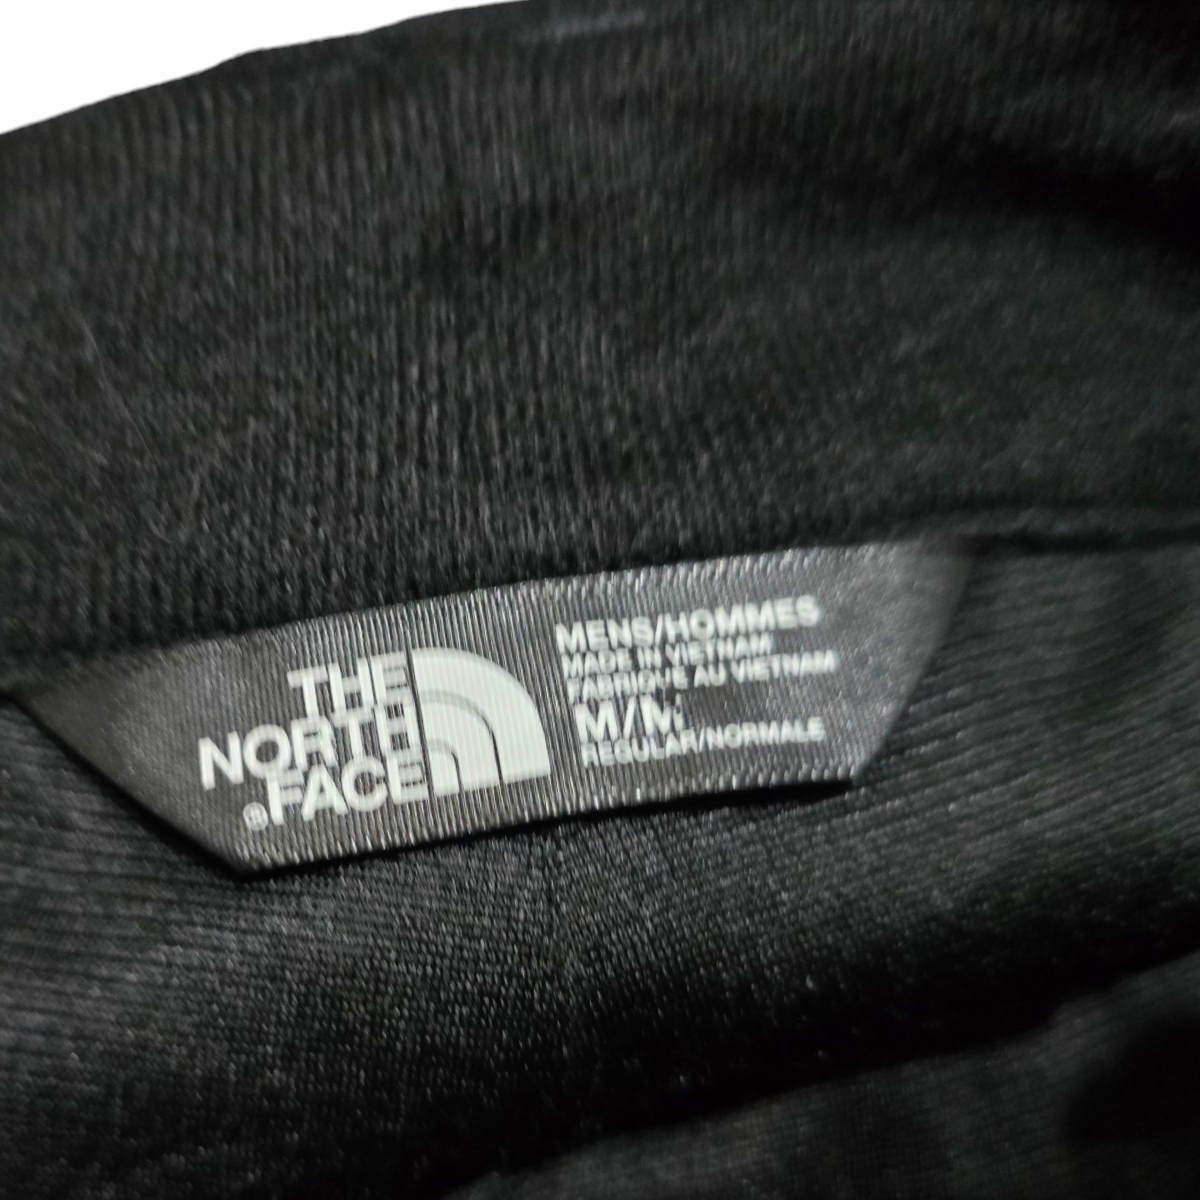 THE
NORTH
®FACE
MENS/HOMMES
MADE IN VIETNAM
FABRIQUÉ AU VIETNAM
M/M
REGULAR/NORMALE